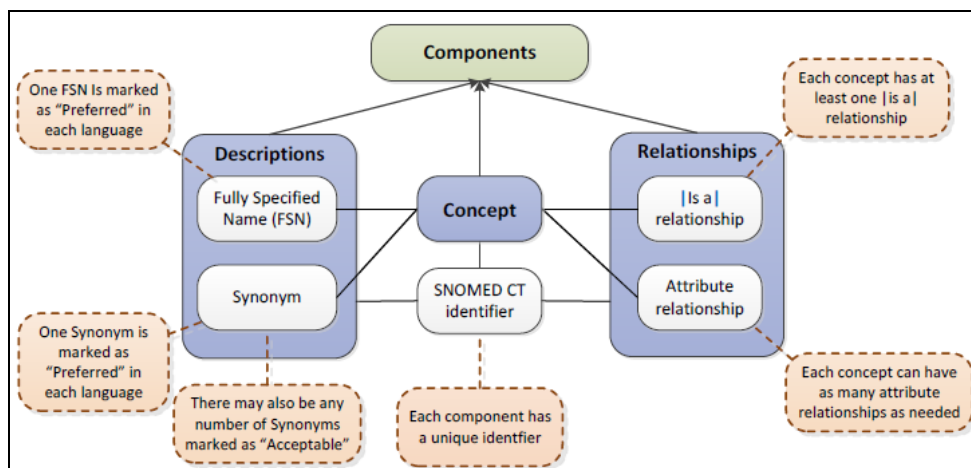 Components
One FSN Is marked
as “Preferred” in
each language
Each concept has at
least one |is a|
relationship
Descriptions
Relationships
Fully Specified
Name (FSN)
Concept
|Is a|
relationship
Synonym
SNOMED CT
identifier
Attribute
relationship
One Synonym is
marked as
“Preferred” in
each language
There may also be any
number of Synonyms
marked as “Acceptable”
Each component has
a unique identfier
Each concept can have
as many attribute
relationships as needed